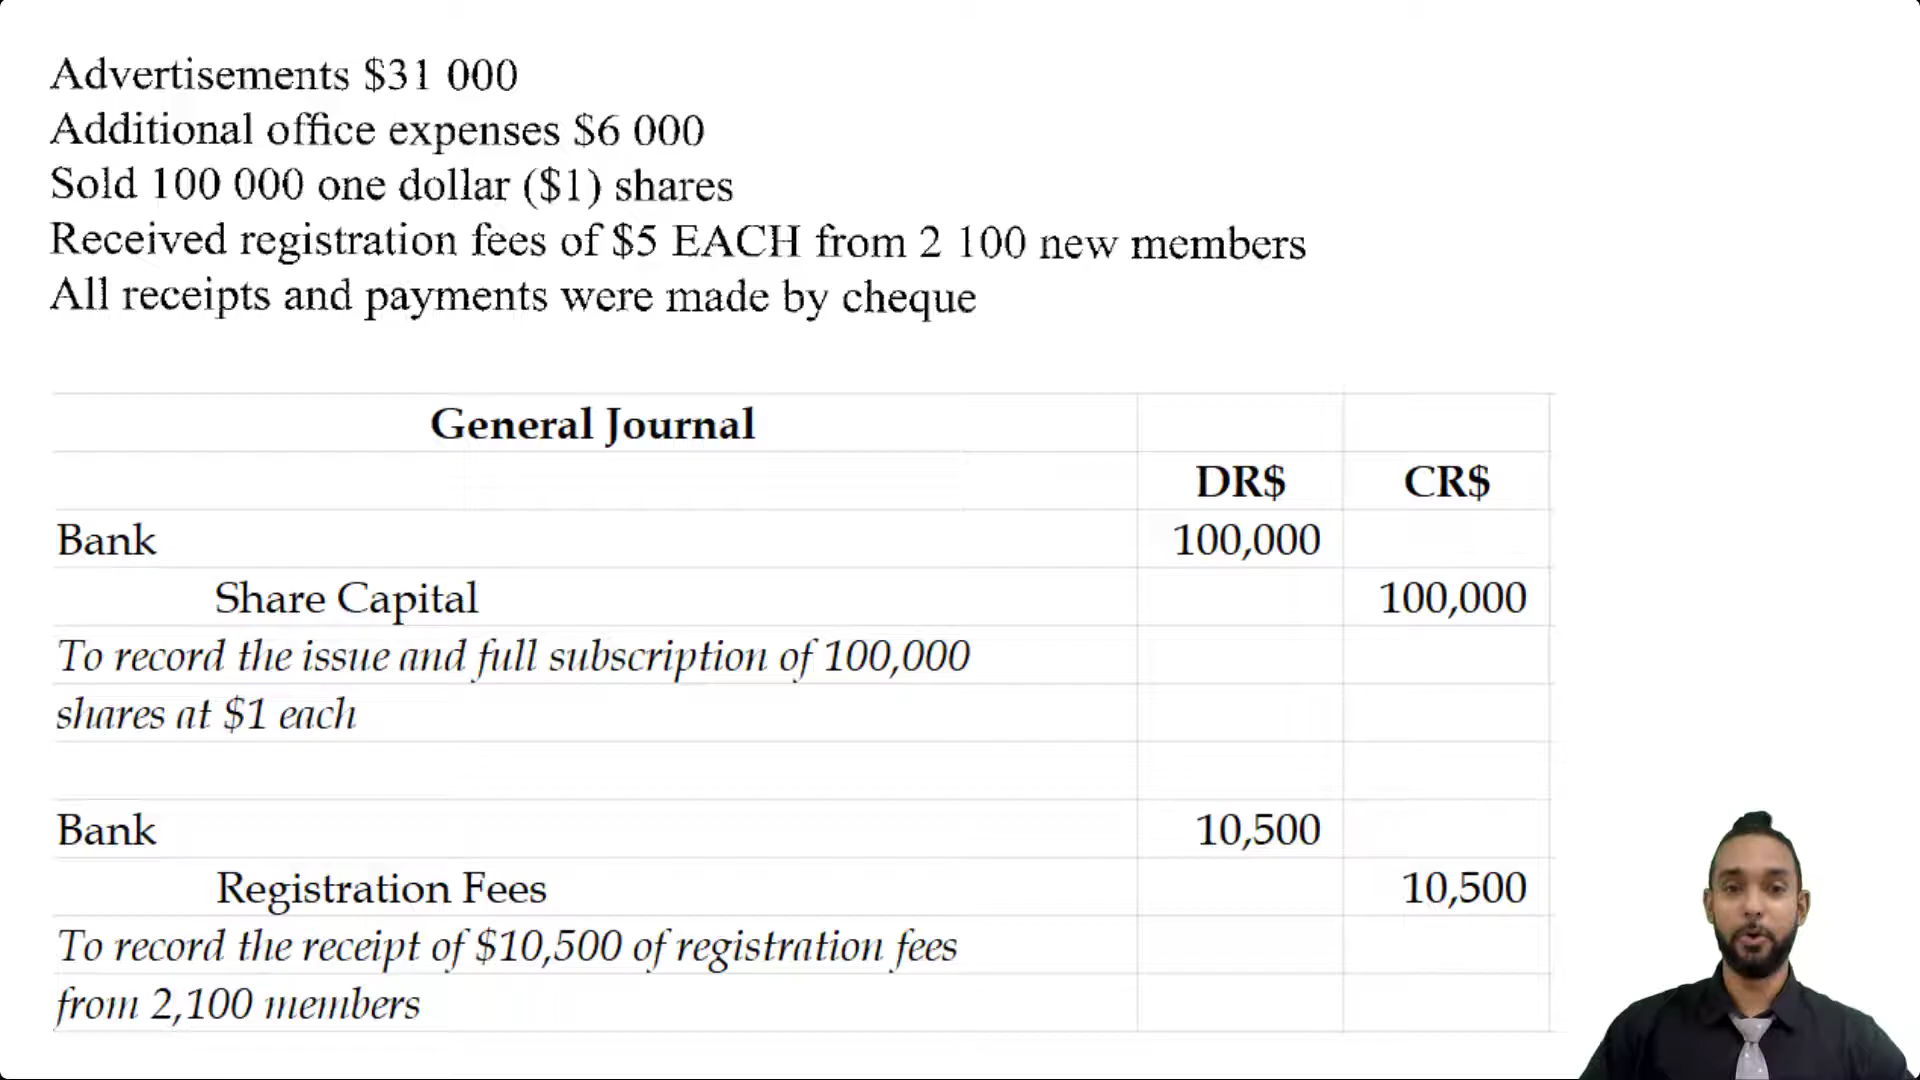 Advertisements $31 000
Additional office expenses $6 000
Sold 100 000 one dollar ($1) shares
Received registration fees of $5 EACH from 2 100 new members
All receipts and payments were made by cheque
General Journal
DR$ CR$
Bank 100,000
Share Capital 100,000
To record the issue and full subscription of 100,000
shares at $1 each
Bank 10,500
Registration Fees 10,500
To record the receipt of $10,500 of registration fees
from 2,100 members